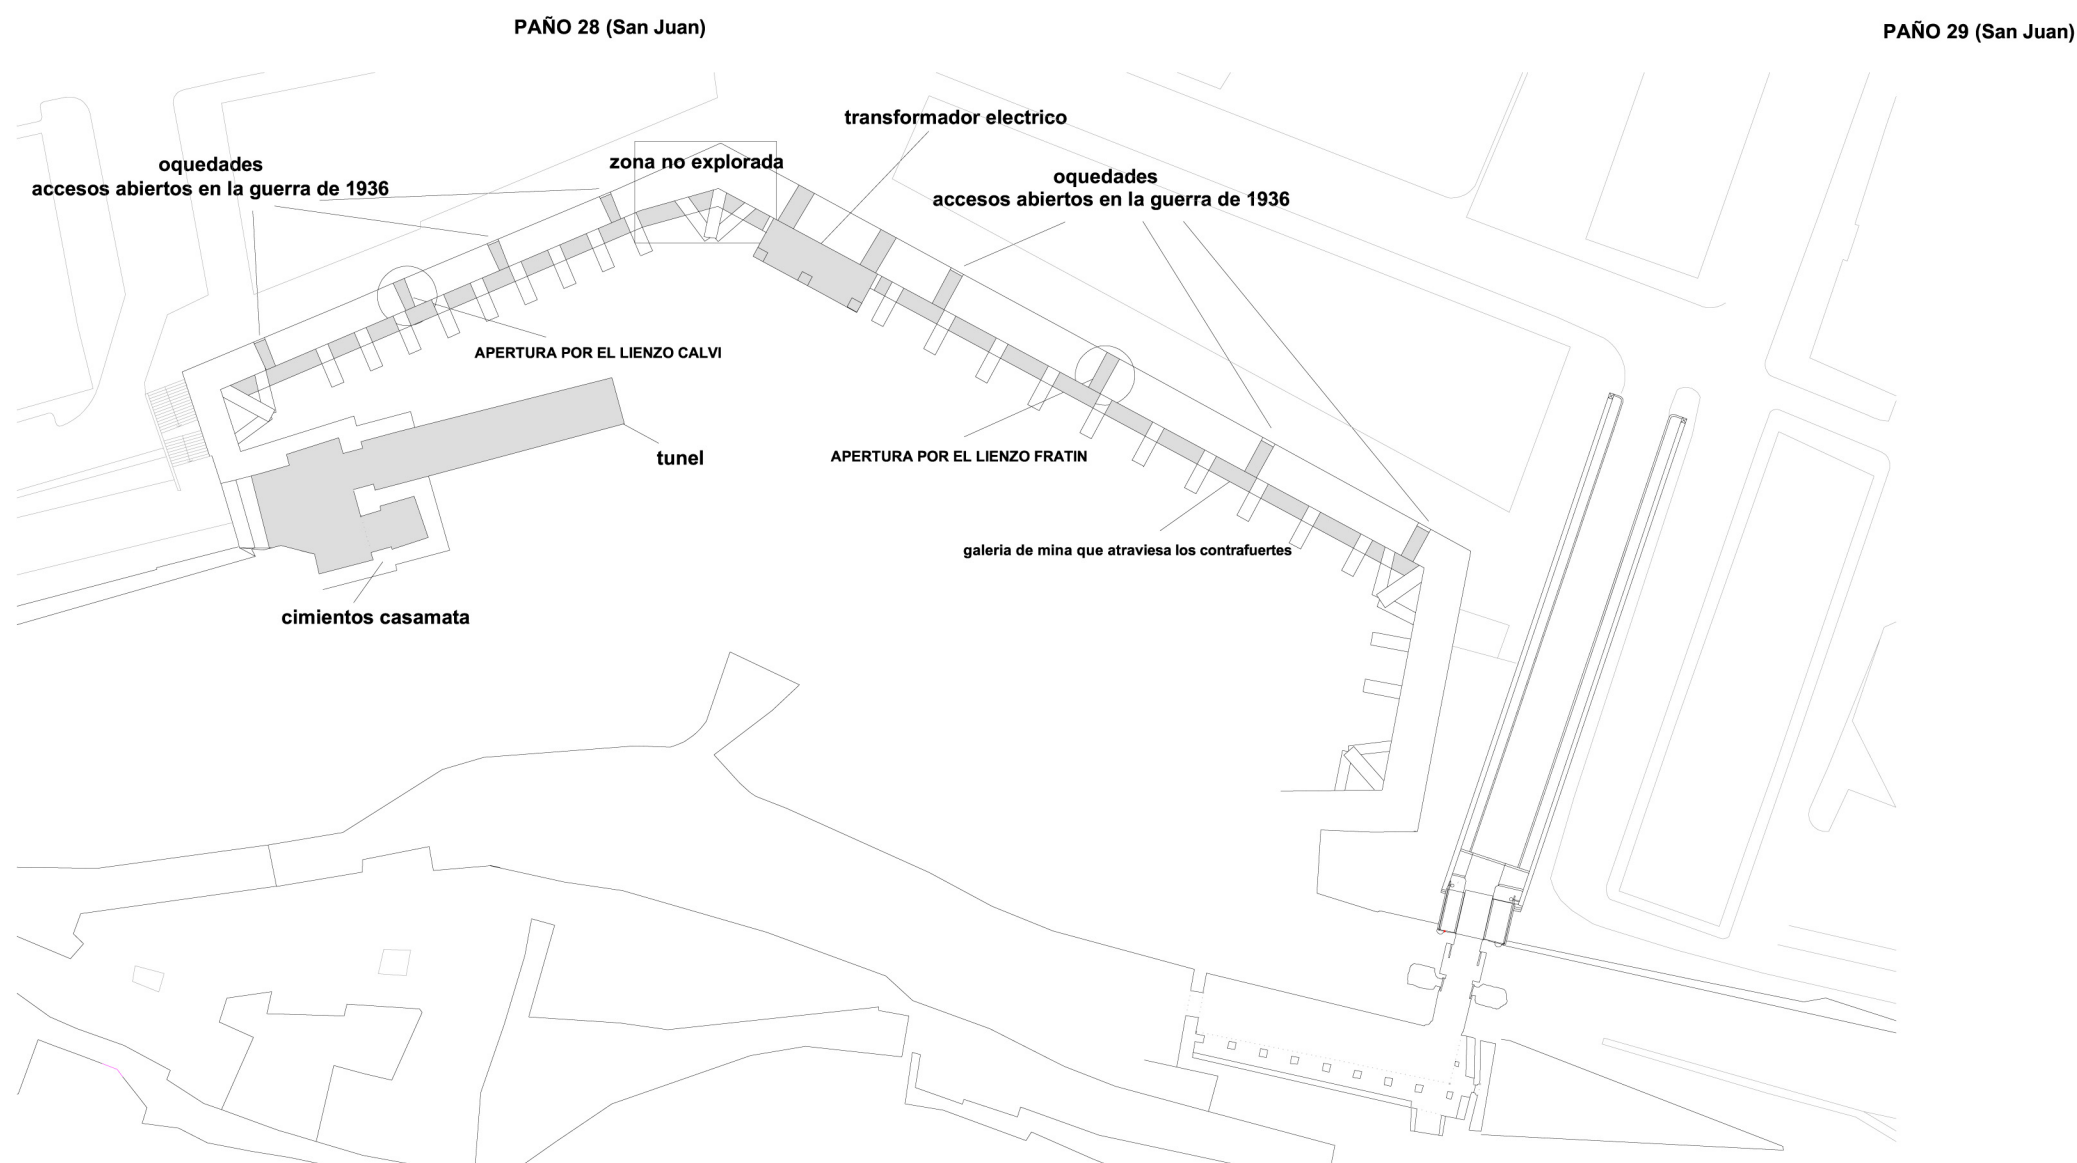 PAÑO 28 (San Juan)
PAÑO 29 (San Juan)
transformador electrico
oquedades
accesos abiertos en la guerra de 1936
zona no explorada
oquedades
accesos abiertos en la guerra de 1936
APERTURA POR EL LIENZO CALVI
tunel
APERTURA POR EL LIENZO FRATIN
galeria de mina que atraviesa los contrafuertes
cimientos casamata